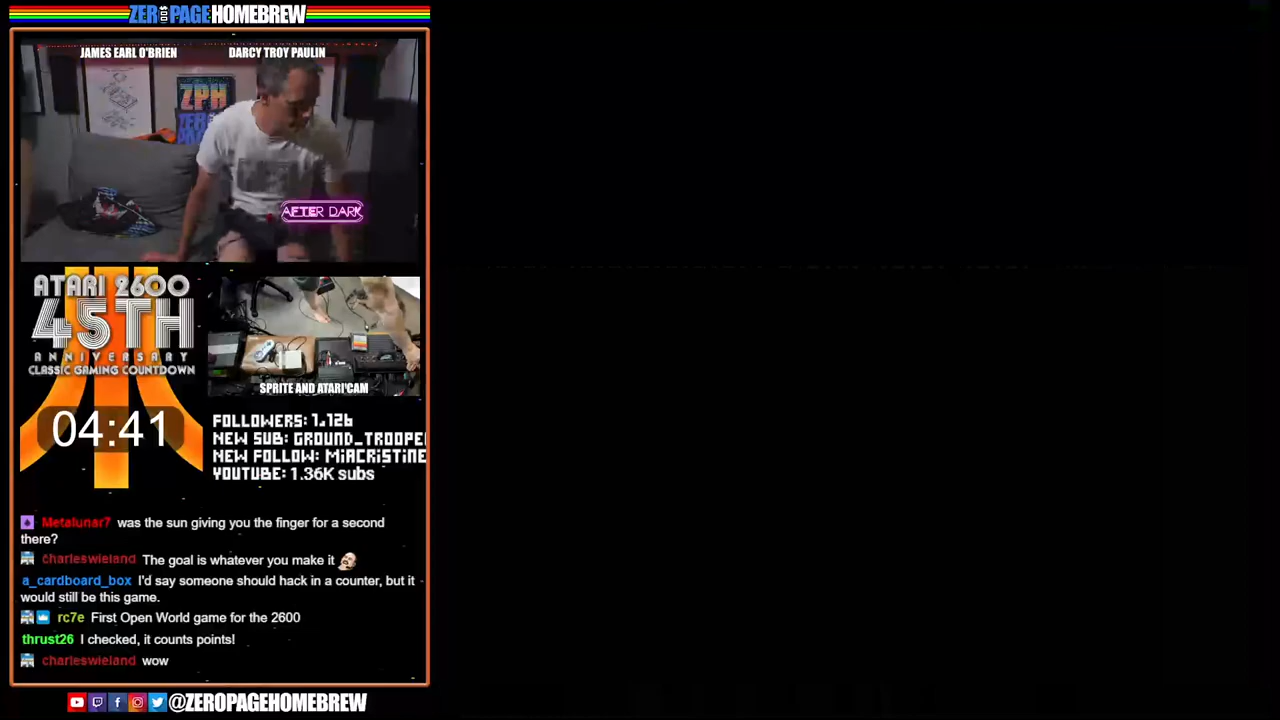 ZEROPAGEHOMEBREW
JAMES EARL O'BRIEN
DARCY TROY PAULIN
ZPH
AFTER DARK
ATARI 2600
45TH
ANNIVERSARY
CLASSIC GAMING COUNTDOWN
04:41
SPRITE AND ATARI'CAM
FOLLOWERS: 1,126
NEW SUB: GROUND_TROOPE
NEW FOLLOW: MIACRISTINE
YOUTUBE: 1.36K subs
Metalunar7 was the sun giving you the finger for a second
there?
charleswieland The goal is whatever you make it
a_cardboard_box I'd say someone should hack in a counter, but it
would still be this game.
rc7e First Open World game for the 2600
thrust26 I checked, it counts points!
charleswieland wow
@ZEROPAGEHOMEBREW